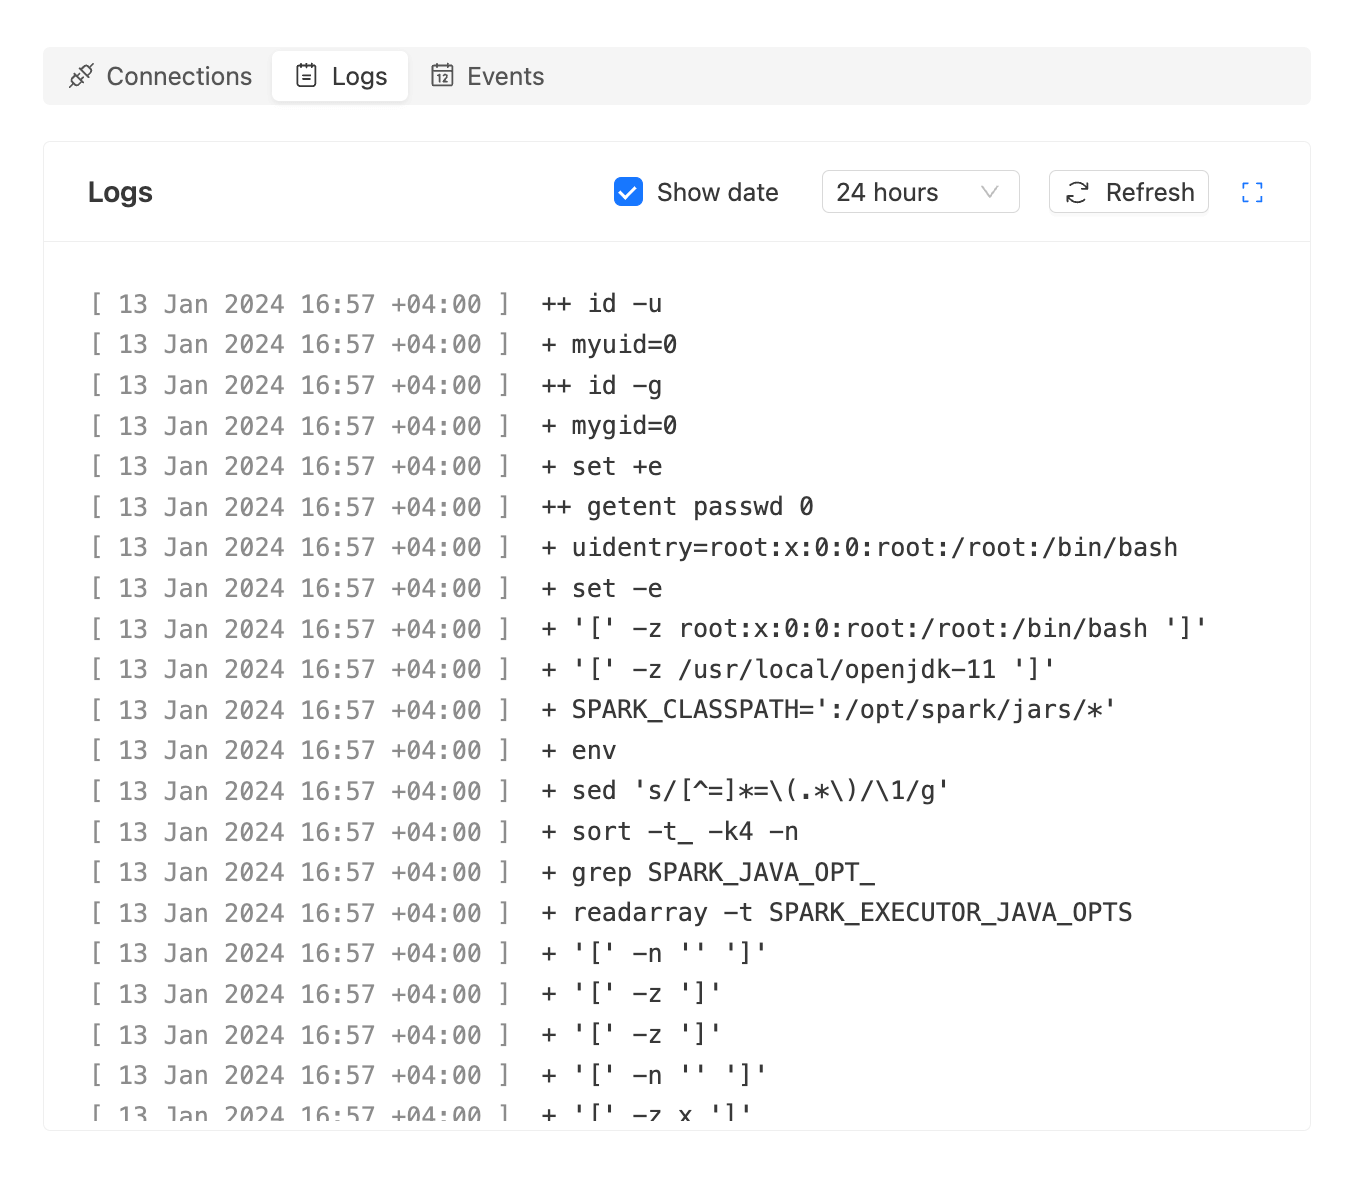 Connections Logs 12 Events
Logs Show date 24 hours Refresh
[ 13 Jan 2024 16:57 +04:00 ] ++ id -u
[ 13 Jan 2024 16:57 +04:00 ] + myuid=0
[ 13 Jan 2024 16:57 +04:00 ] ++ id -g
[ 13 Jan 2024 16:57 +04:00 ] + mygid=0
[ 13 Jan 2024 16:57 +04:00 ] + set +e
[ 13 Jan 2024 16:57 +04:00 ] ++ getent passwd 0
[ 13 Jan 2024 16:57 +04:00 ] + uidentry=root:x:0:0:root:/root:/bin/bash
[ 13 Jan 2024 16:57 +04:00 ] + set -e
[ 13 Jan 2024 16:57 +04:00 ] + '[' -z root:x:0:0:root:/root:/bin/bash ']'
[ 13 Jan 2024 16:57 +04:00 ] + '[' -z /usr/local/openjdk-11 ']'
[ 13 Jan 2024 16:57 +04:00 ] + SPARK_CLASSPATH=':/opt/spark/jars/*'
[ 13 Jan 2024 16:57 +04:00 ] + env
[ 13 Jan 2024 16:57 +04:00 ] + sed 's/[^=]*=\(.*\)/\1/g'
[ 13 Jan 2024 16:57 +04:00 ] + sort -t_ -k4 -n
[ 13 Jan 2024 16:57 +04:00 ] + grep SPARK_JAVA_OPT_
[ 13 Jan 2024 16:57 +04:00 ] + readarray -t SPARK_EXECUTOR_JAVA_OPTS
[ 13 Jan 2024 16:57 +04:00 ] + '[' -n '' ']'
[ 13 Jan 2024 16:57 +04:00 ] + '[' -z ']'
[ 13 Jan 2024 16:57 +04:00 ] + '[' -z ']'
[ 13 Jan 2024 16:57 +04:00 ] + '[' -n '' ']'
[ 13 Jan 2024 16:57 +04:00 ] + '[' -z x ']'